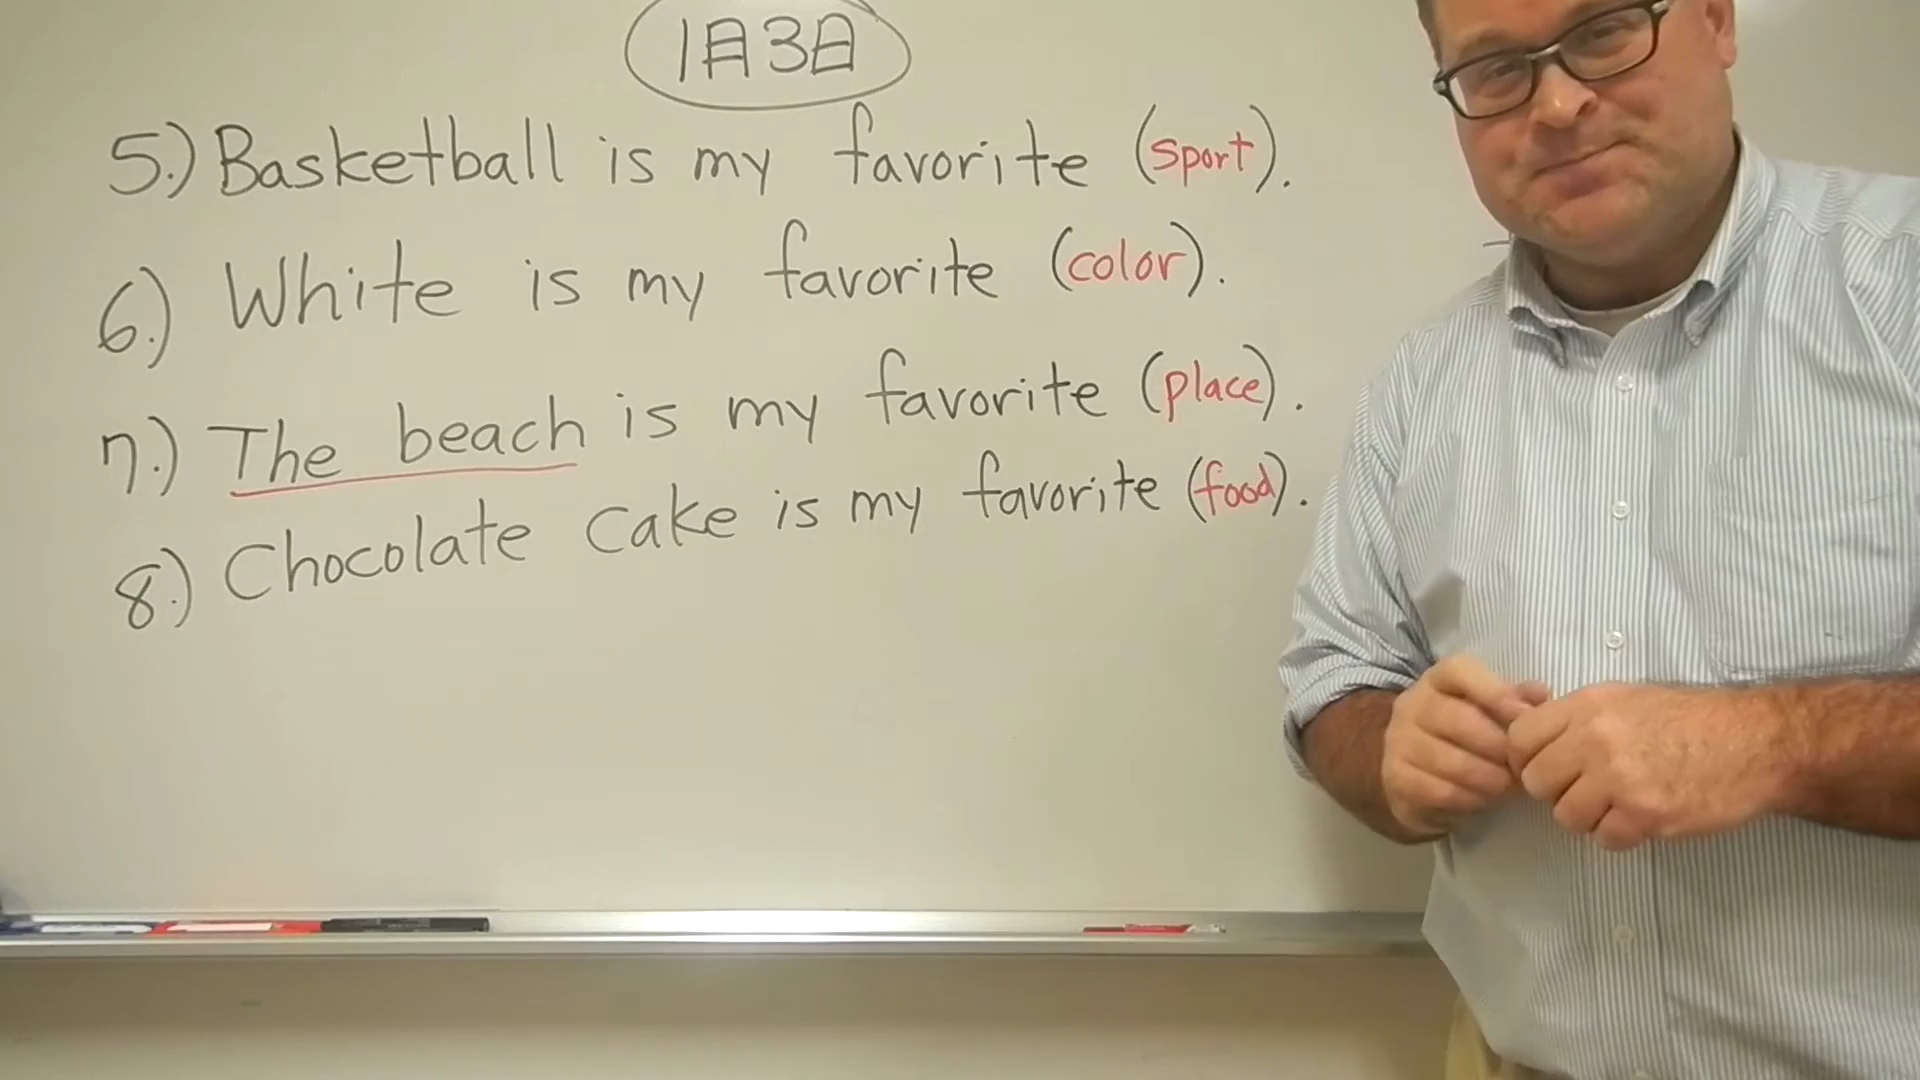 1日3日
5.) Basketball is my favorite (sport).
6.) White is my favorite (color).
7.) The beach is my favorite (place).
8.) Chocolate cake is my favorite (food).